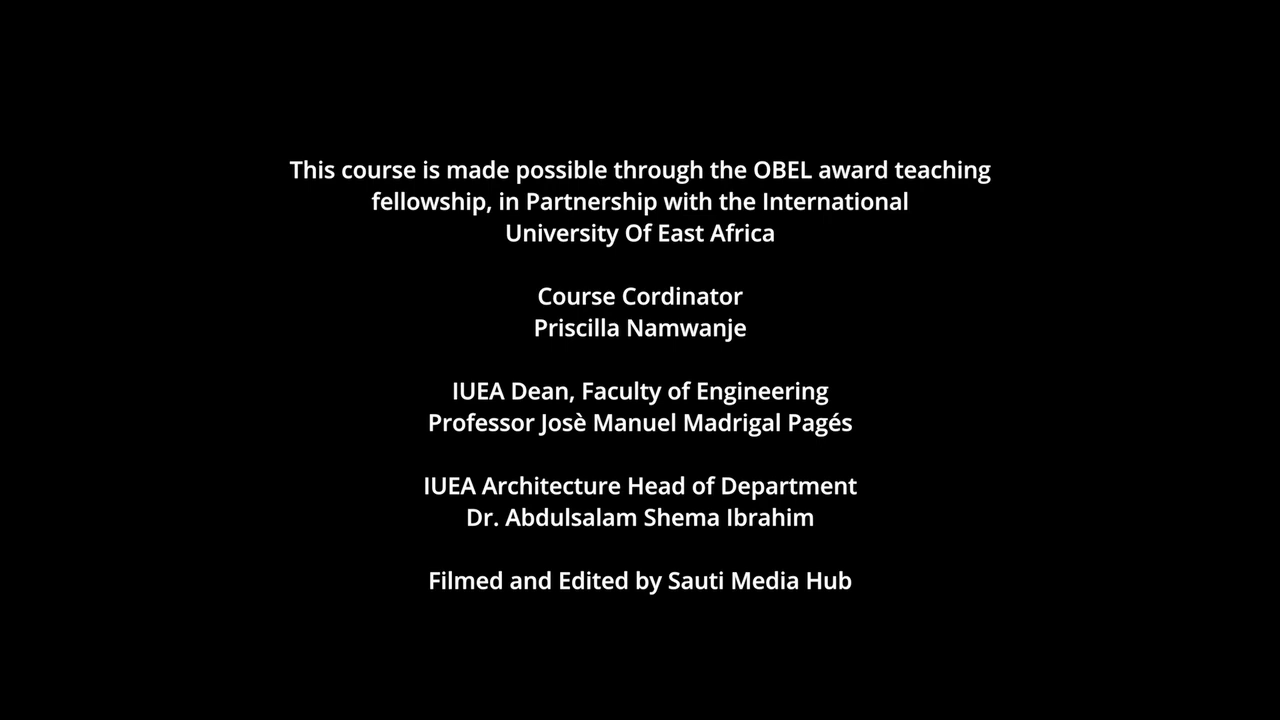 This course is made possible through the OBEL award teaching
fellowship, in Partnership with the International
University Of East Africa
Course Cordinator
Priscilla Namwanje
IUEA Dean, Faculty of Engineering
Professor Josè Manuel Madrigal Pagés
IUEA Architecture Head of Department
Dr. Abdulsalam Shema Ibrahim
Filmed and Edited by Sauti Media Hub